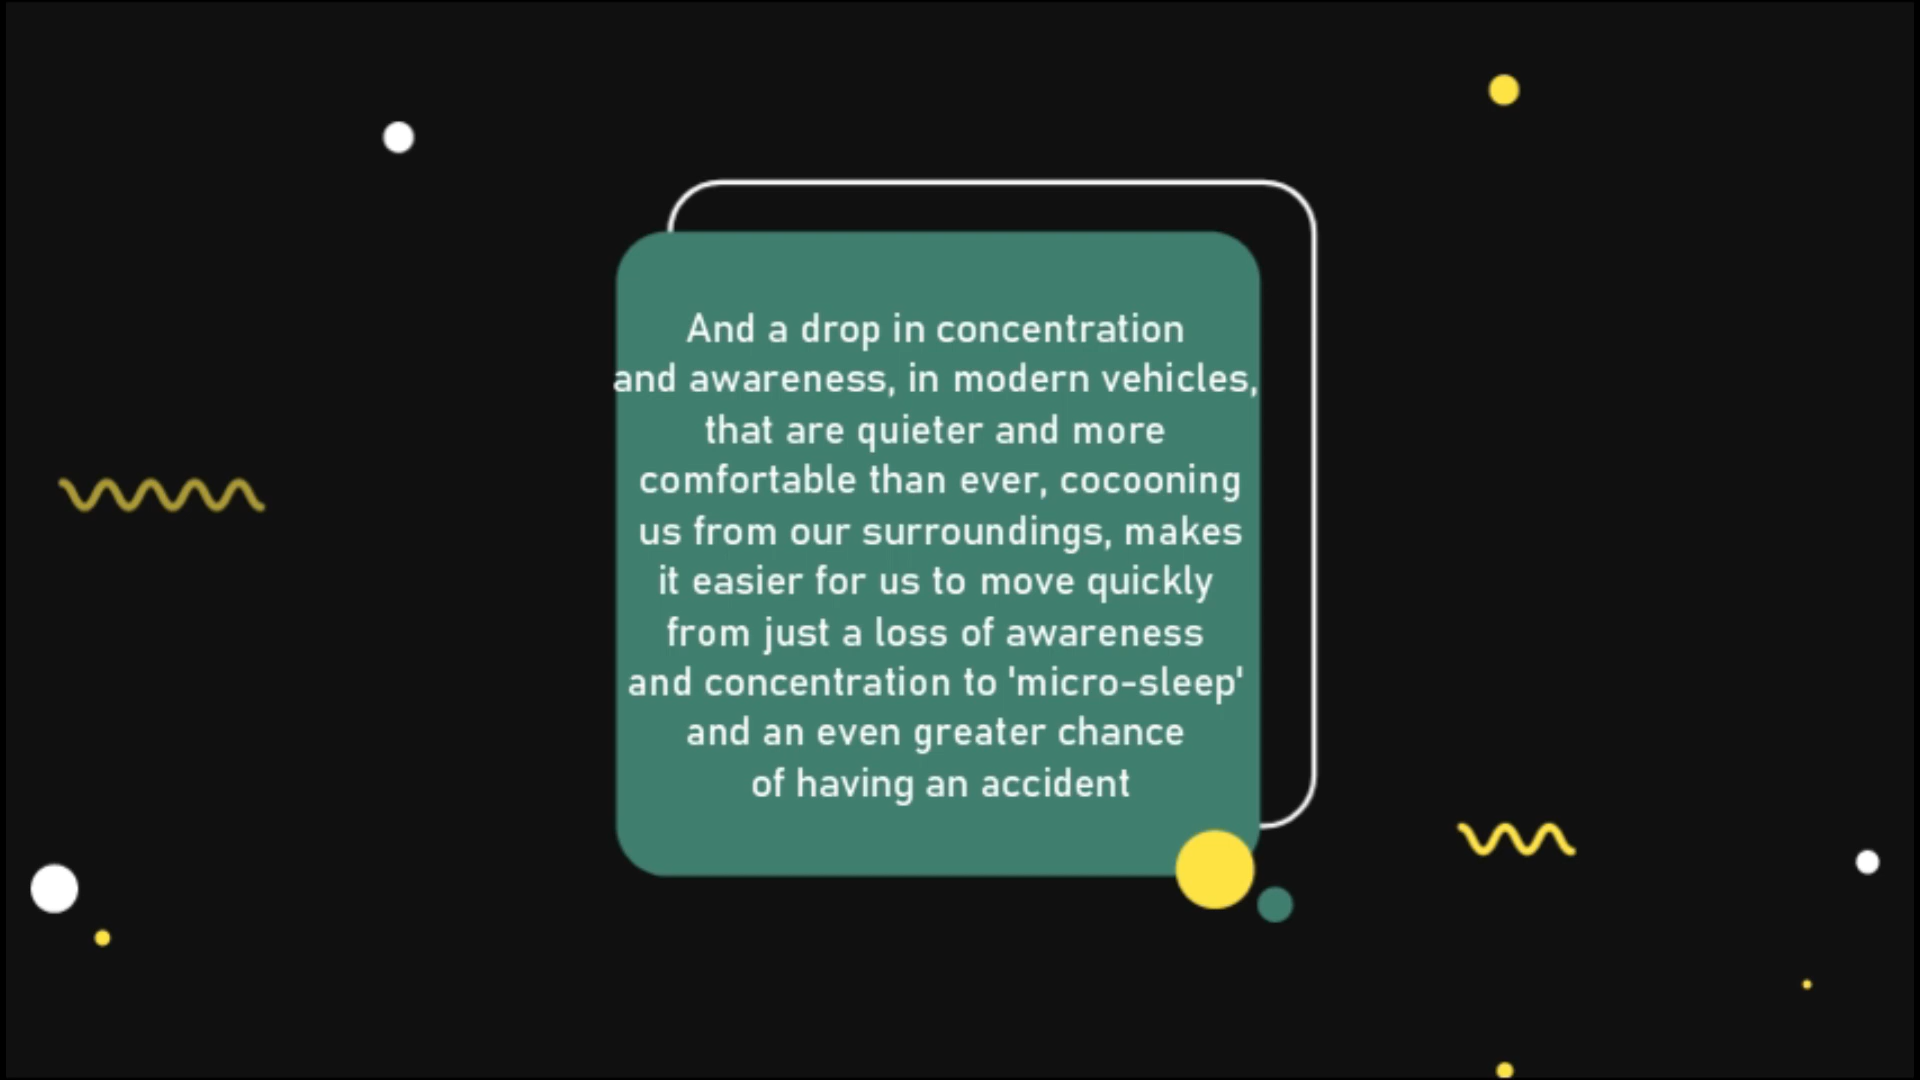 And a drop in concentration
and awareness, in modern vehicles,
that are quieter and more
comfortable than ever, cocooning
us from our surroundings, makes
it easier for us to move quickly
from just a loss of awareness
and concentration to 'micro-sleep'
and an even greater chance
of having an accident